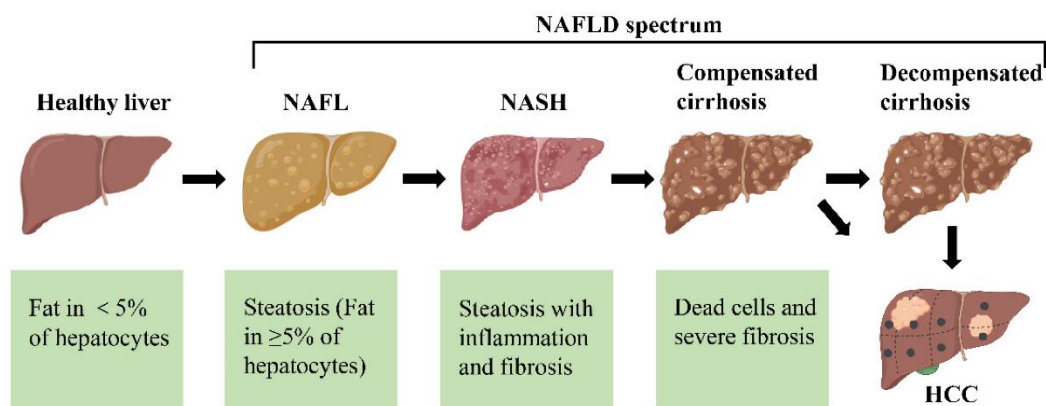 NAFLD spectrum
Healthy liver
NAFL
NASH
Compensated
cirrhosis
Decompensated
cirrhosis
Fat in < 5%
of hepatocytes
Steatosis (Fat
in ≥5% of
hepatocytes)
Steatosis with
inflammation
and fibrosis
Dead cells and
severe fibrosis
HCC